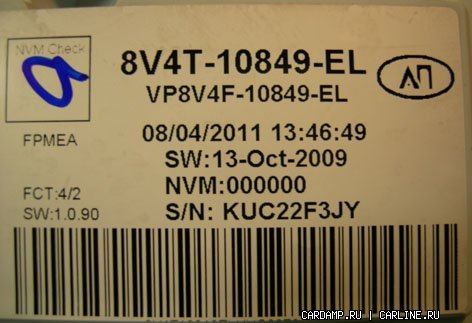 NVM Check
a
8V4T-10849-EL
ЛП
VP8V4F-10849-EL
FPMEA
08/04/2011 13:46:49
SW:13-Oct-2009
FCT:4/2
NVM:000000
SW:1.0.90
S/N: KUC22F3JY
CARDAMP.RU | CARLINE.RU